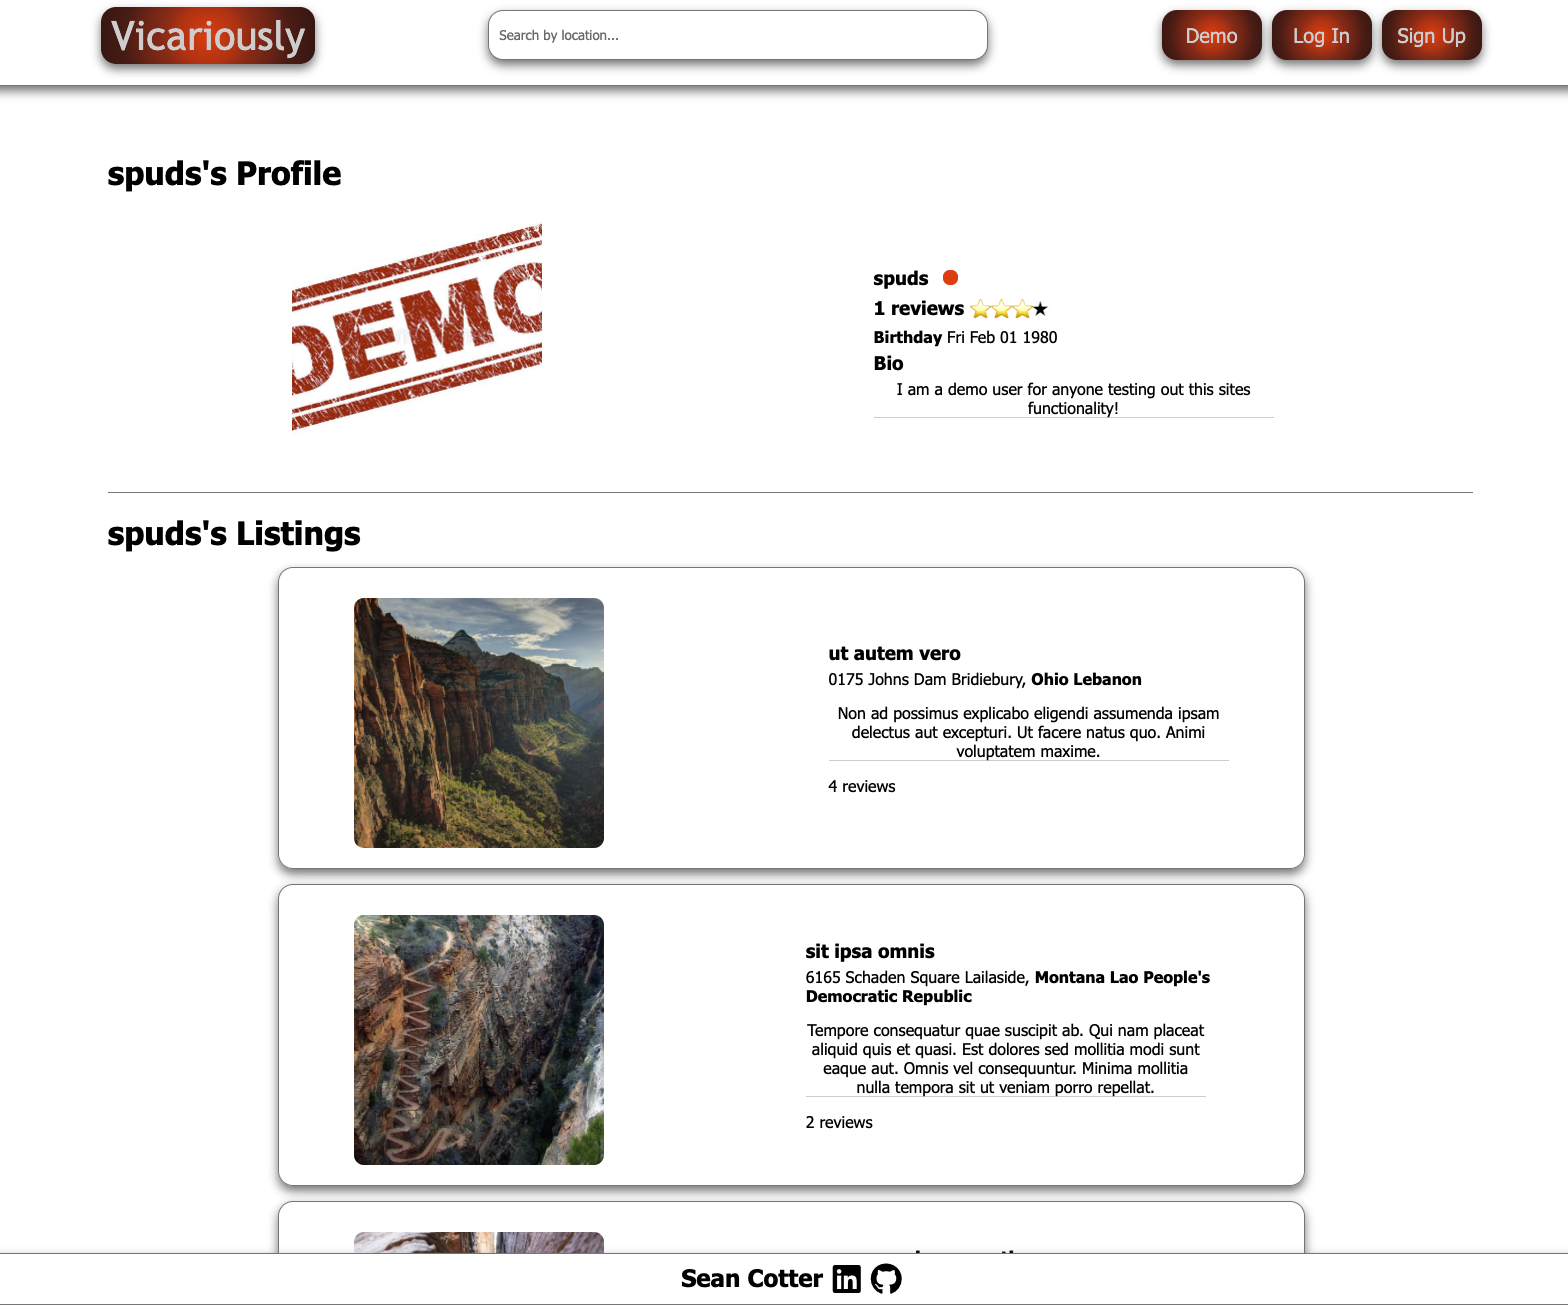 Vicariously
Search by location...
Demo
Log In
Sign Up
spuds's Profile
DEMO
spuds
1 reviews
Birthday Fri Feb 01 1980
Bio
I am a demo user for anyone testing out this sites
functionality!
spuds's Listings
ut autem vero
0175 Johns Dam Bridiebury, Ohio Lebanon
Non ad possimus explicabo eligendi assumenda ipsam
delectus aut excepturi. Ut facere natus quo. Animi
voluptatem maxime.
4 reviews
sit ipsa omnis
6165 Schaden Square Lailaside, Montana Lao People's
Democratic Republic
Tempore consequatur quae suscipit ab. Qui nam placeat
aliquid quis et quasi. Est dolores sed mollitia modi sunt
eaque aut. Omnis vel consequuntur. Minima mollitia
nulla tempora sit ut veniam porro repellat.
2 reviews
Sean Cotter